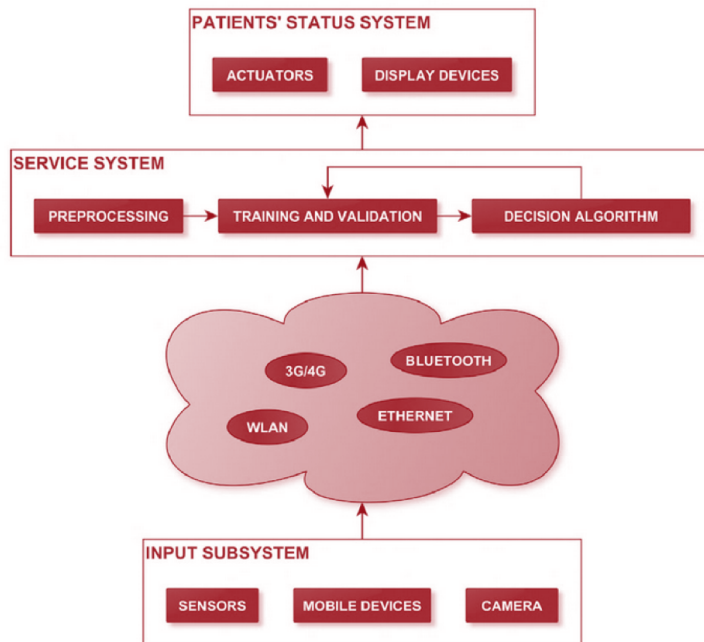 PATIENTS' STATUS SYSTEM
ACTUATORS
DISPLAY DEVICES
SERVICE SYSTEM
PREPROCESSING
TRAINING AND VALIDATION
DECISION ALGORITHM
3G/4G
BLUETOOTH
WLAN
ETHERNET
INPUT SUBSYSTEM
SENSORS
MOBILE DEVICES
CAMERA